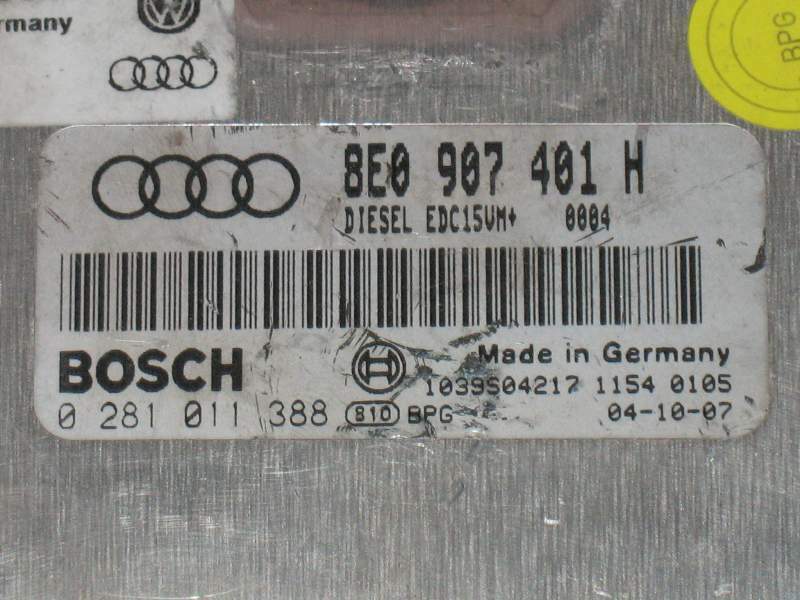 rmany
BPG
8E0 907 401 H
DIESEL EDC15VM+ 0004
BOSCH
Made in Germany
1039S04217 1154 0105
0 281 011 388 810 BPG 04-10-07